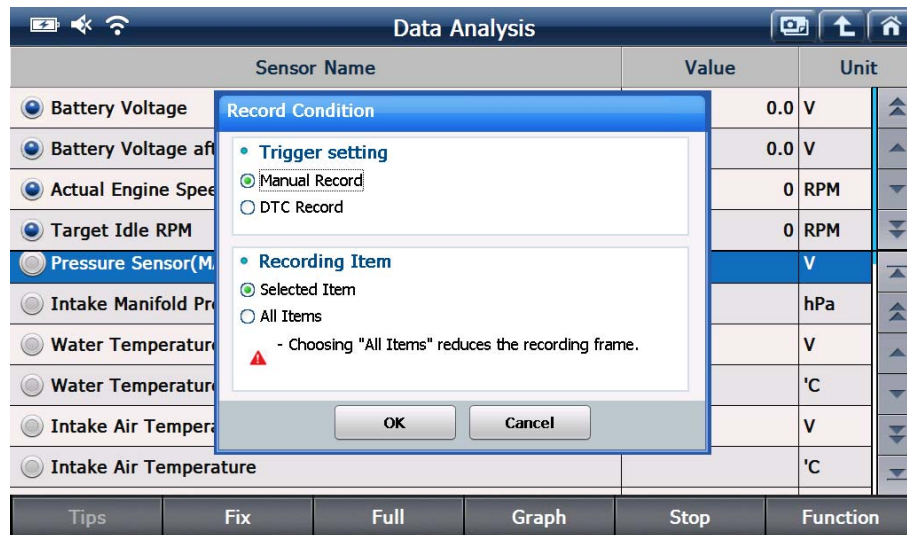 Data Analysis
Sensor Name Value Unit
Battery Voltage 0.0 V
Battery Voltage aft 0.0 V
Actual Engine Spee 0 RPM
Target Idle RPM 0 RPM
Pressure Sensor(M V
Intake Manifold Pr hPa
Water Temperatur V
Water Temperatur 'C
Intake Air Tempera V
Intake Air Temperature 'C
Record Condition
• Trigger setting
Manual Record
DTC Record
• Recording Item
Selected Item
All Items
- Choosing "All Items" reduces the recording frame.
OK Cancel
Tips Fix Full Graph Stop Function